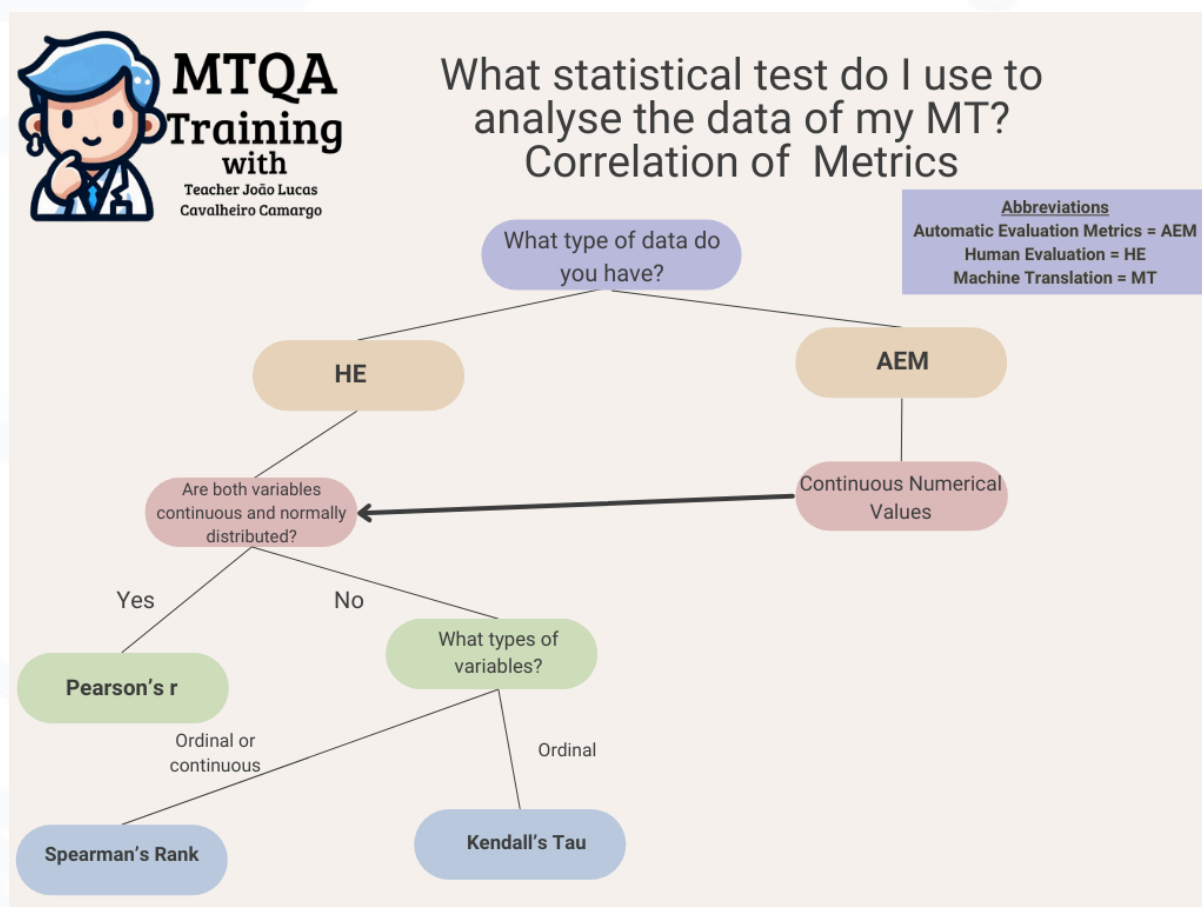 MTQA
Training
with
Teacher João Lucas
Cavalheiro Camargo
What statistical test do I use to
analyse the data of my MT?
Correlation of Metrics
Abbreviations
Automatic Evaluation Metrics = AEM
Human Evaluation = HE
Machine Translation = MT
What type of data do
you have?
HE
AEM
Are both variables
continuous and normally
distributed?
Continuous Numerical
Values
Yes
No
What types of
variables?
Pearson's r
Ordinal or
continuous
Ordinal
Spearman's Rank
Kendall's Tau